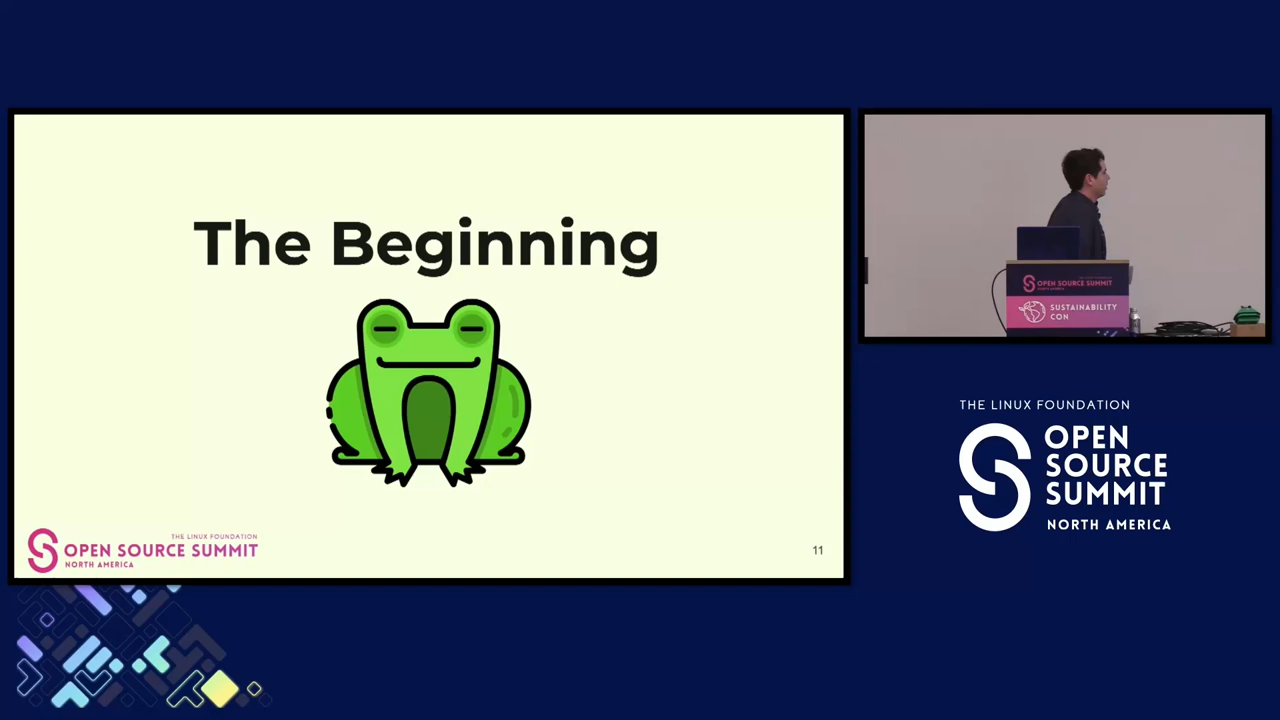 The Beginning
THE LINUX FOUNDATION
OPEN SOURCE SUMMIT
NORTH AMERICA
11
OPEN SOURCE SUMMIT
SUSTAINABILITY
CON
THE LINUX FOUNDATION
OPEN
SOURCE
SUMMIT
NORTH AMERICA